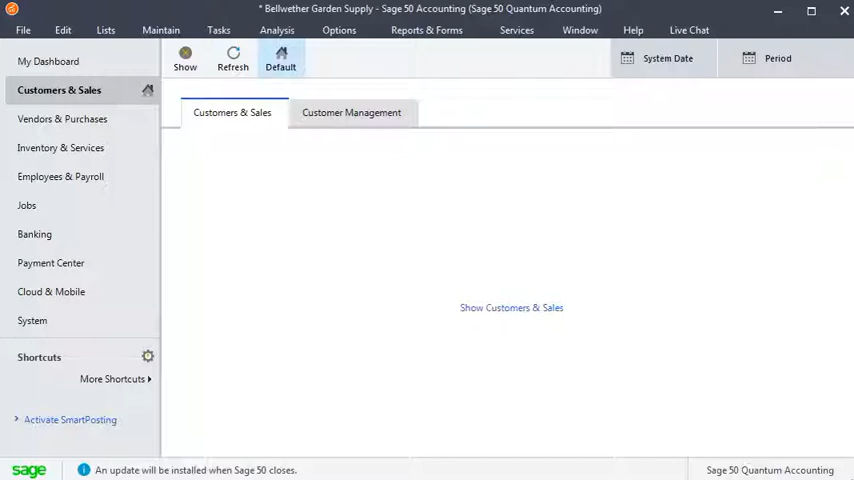 * Bellwether Garden Supply - Sage 50 Accounting (Sage 50 Quantum Accounting)
File Edit Lists Maintain Tasks Analysis Options Reports & Forms Services Window Help Live Chat
My Dashboard
Customers & Sales
Vendors & Purchases
Inventory & Services
Employees & Payroll
Jobs
Banking
Payment Center
Cloud & Mobile
System
Shortcuts
More Shortcuts
Activate SmartPosting
Show Refresh Default System Date Period
Customers & Sales Customer Management
Show Customers & Sales
sage An update will be installed when Sage 50 closes. Sage 50 Quantum Accounting